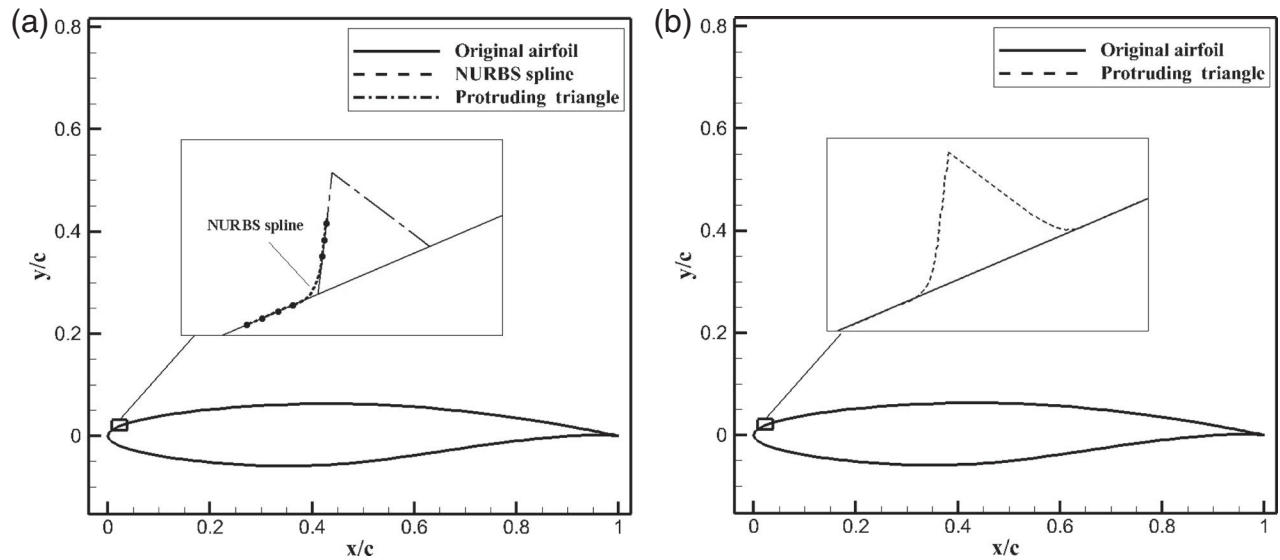 (a)
Original airfoil
NURBS spline
Protruding triangle
NURBS spline
0.8
0.6
0.4
0.2
0
y/c
0 0.2 0.4 0.6 0.8 1
x/c
(b)
Original airfoil
Protruding triangle
0.8
0.6
0.4
0.2
0
y/c
0 0.2 0.4 0.6 0.8 1
x/c